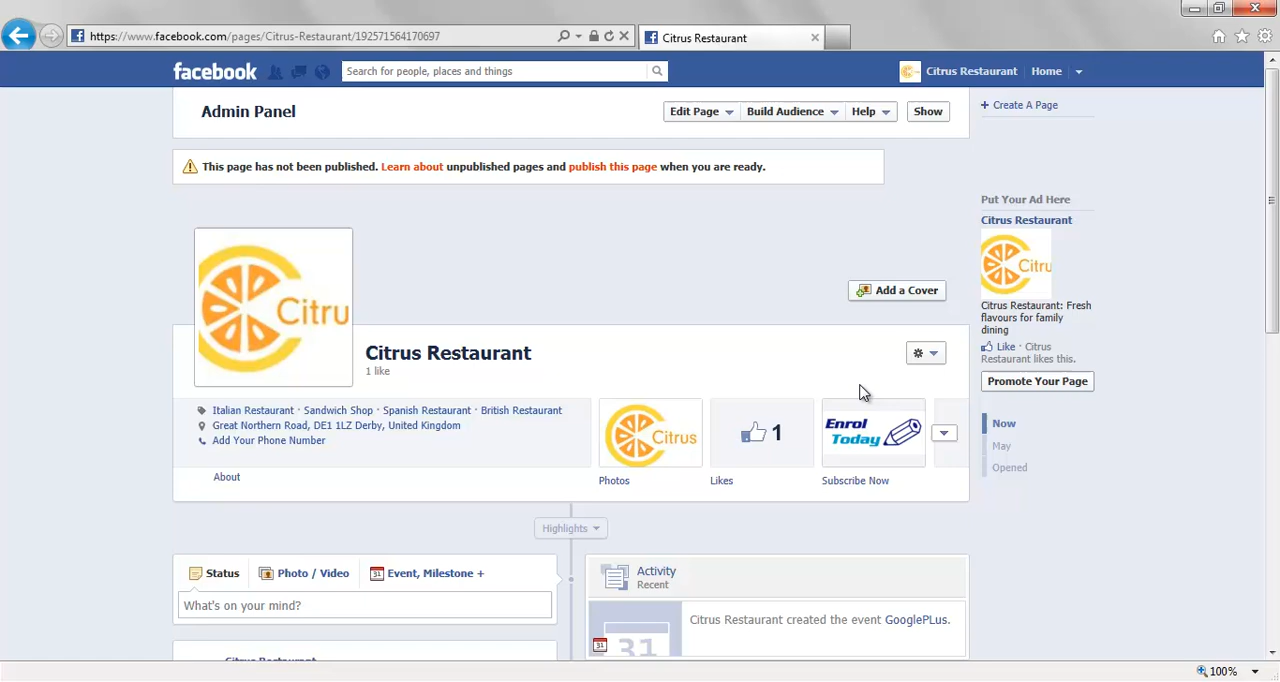 https://www.facebook.com/pages/Citrus-Restaurant/192571564170697
Citrus Restaurant
facebook
Search for people, places and things
Citrus Restaurant
Home
Admin Panel
Edit Page
Build Audience
Help
Show
Create A Page
This page has not been published. Learn about unpublished pages and publish this page when you are ready.
Put Your Ad Here
Citrus Restaurant
Citru
Citrus Restaurant: Fresh
flavours for family
dining
Like · Citrus
Restaurant likes this.
Promote Your Page
Citru
Add a Cover
Citrus Restaurant
1 like
Italian Restaurant · Sandwich Shop · Spanish Restaurant · British Restaurant
Great Northern Road, DE1 1LZ Derby, United Kingdom
Add Your Phone Number
About
Citrus
Photos
1
Likes
Enrol
Today
Subscribe Now
Now
May
Opened
Highlights
Status
Photo / Video
31
Event, Milestone +
What's on your mind?
Activity
Recent
Citrus Restaurant created the event GooglePLus.
31
31
Citrus Restaurant
100%